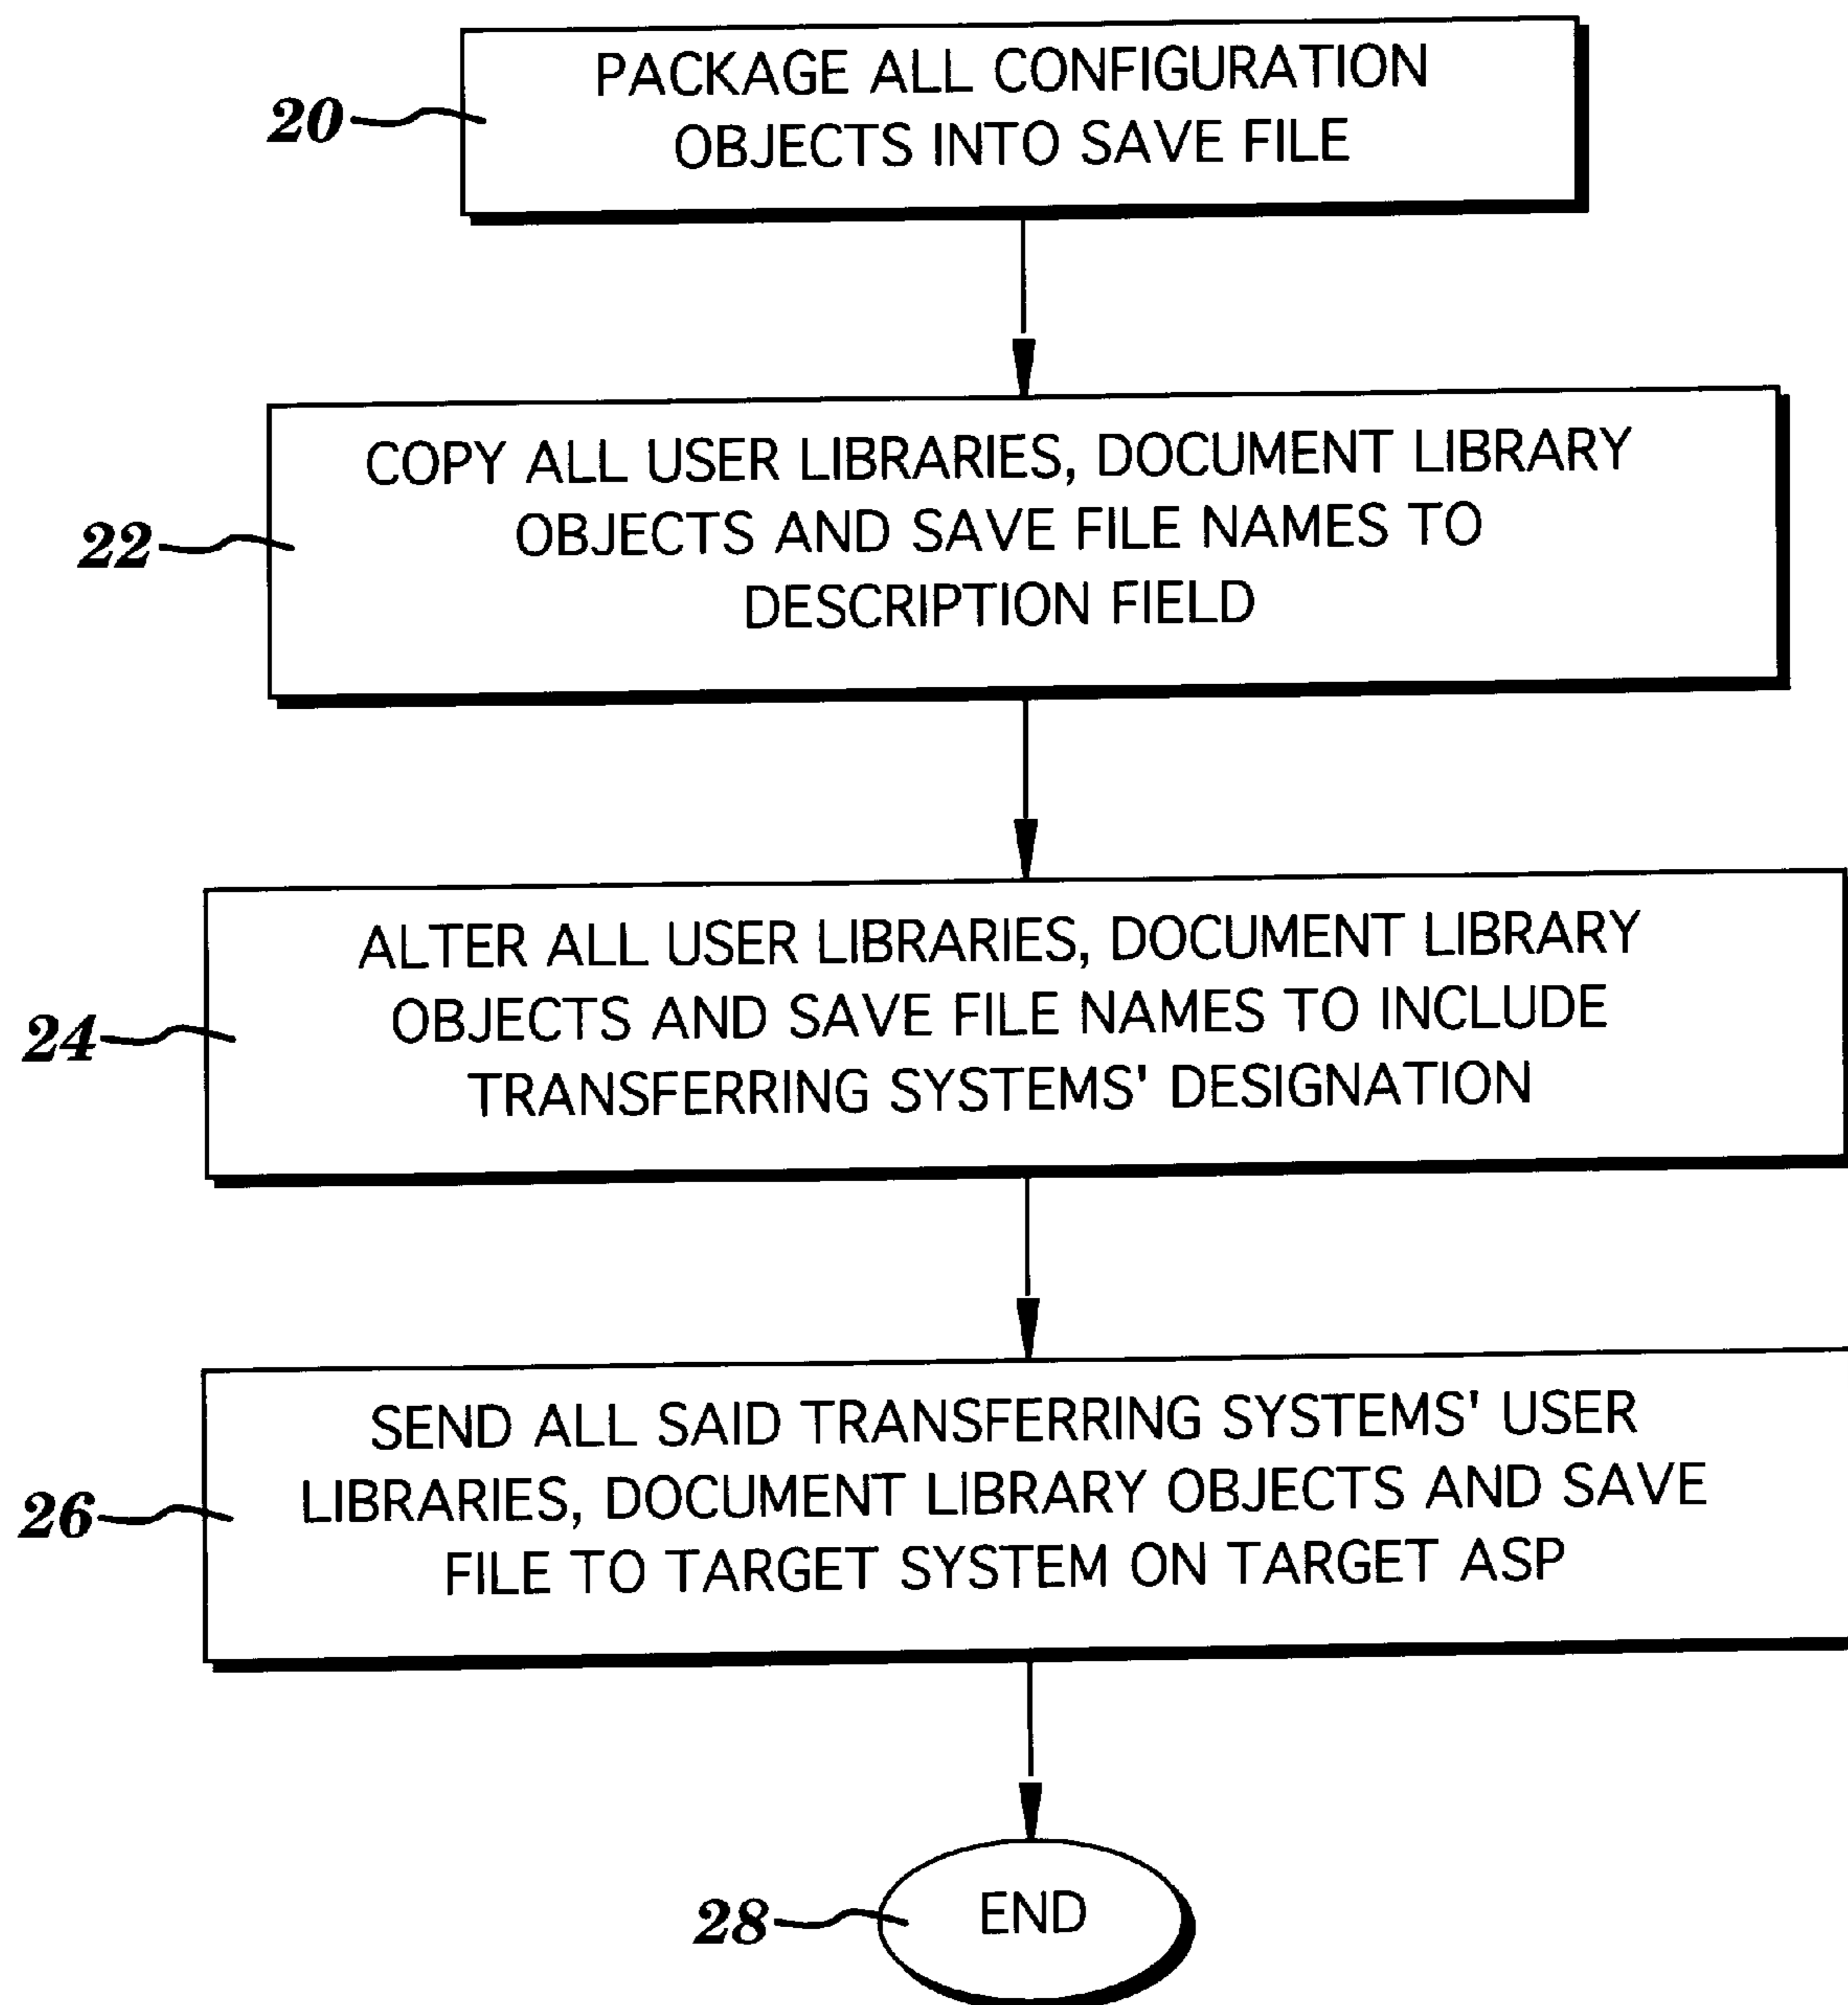 PACKAGE ALL CONFIGURATION
OBJECTS INTO SAVE FILE
20
COPY ALL USER LIBRARIES, DOCUMENT LIBRARY
OBJECTS AND SAVE FILE NAMES TO
DESCRIPTION FIELD
22
ALTER ALL USER LIBRARIES, DOCUMENT LIBRARY
OBJECTS AND SAVE FILE NAMES TO INCLUDE
TRANSFERRING SYSTEMS' DESIGNATION
24
SEND ALL SAID TRANSFERRING SYSTEMS' USER
LIBRARIES, DOCUMENT LIBRARY OBJECTS AND SAVE
FILE TO TARGET SYSTEM ON TARGET ASP
26
END
28